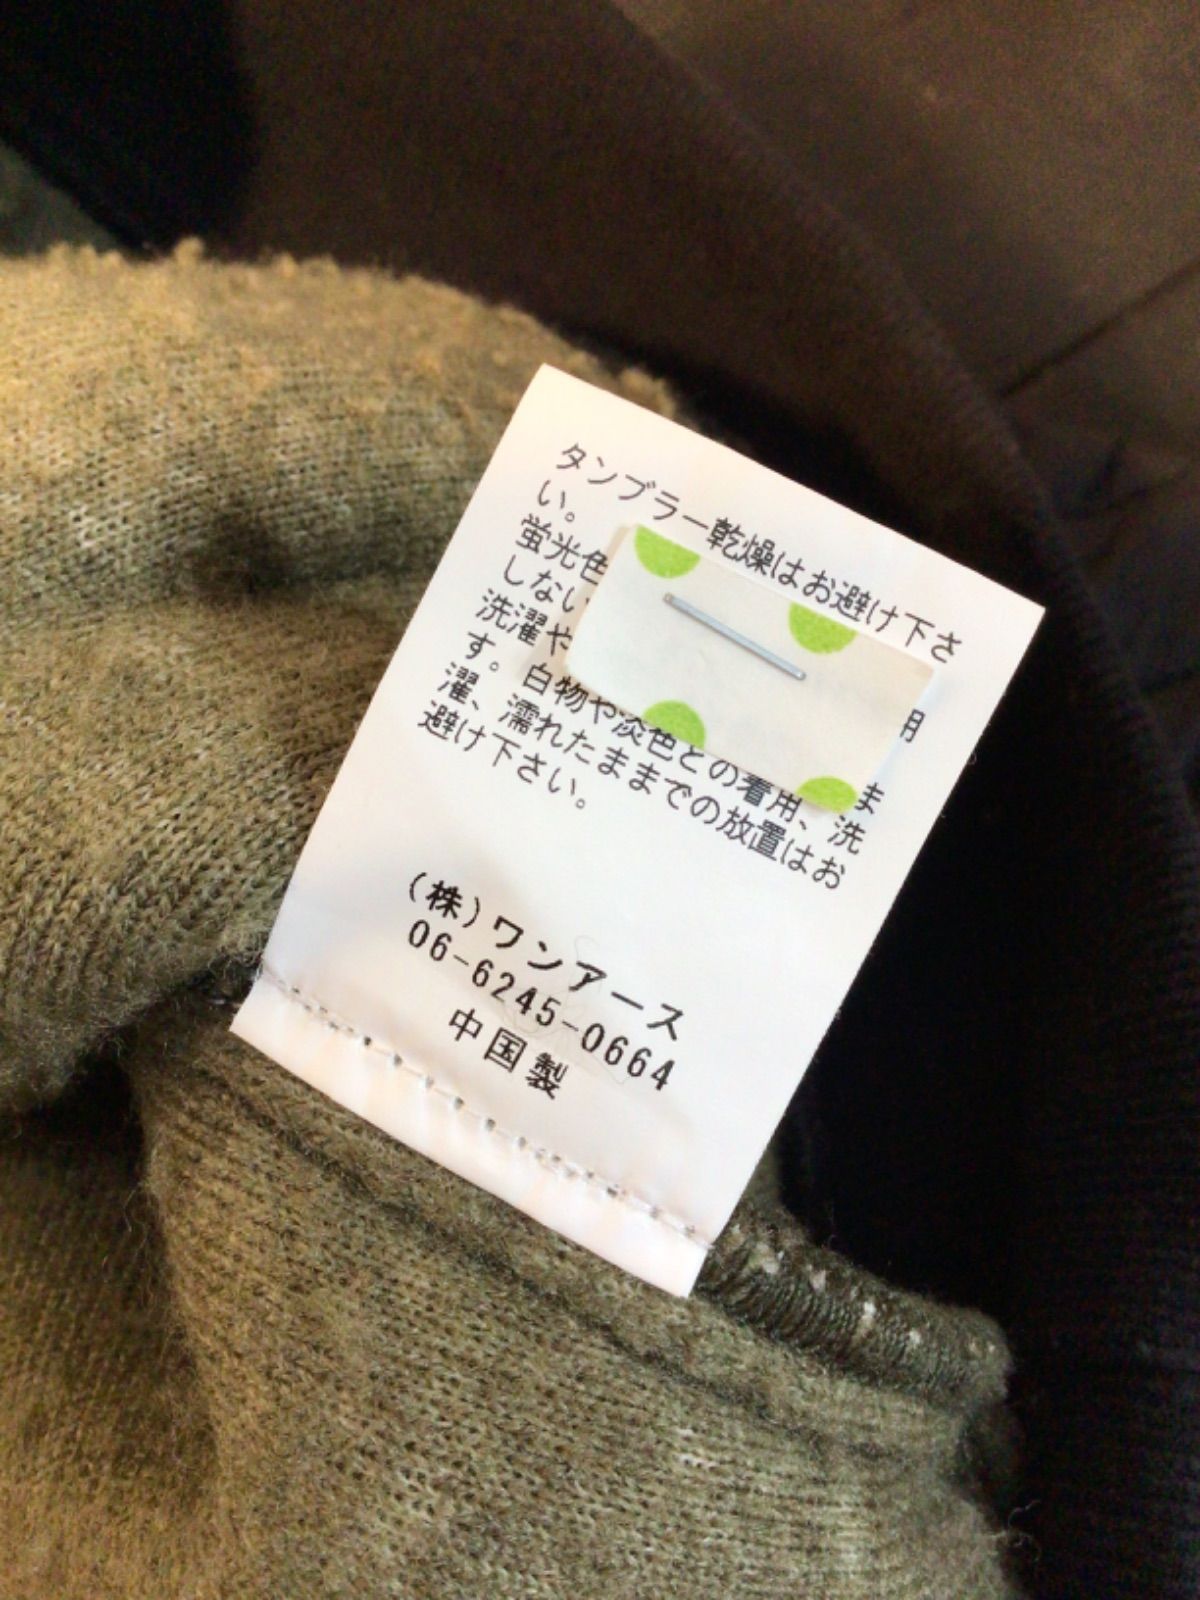 タンブラー乾燥はお避け下さ
い。
蛍光色
しない 用
洗濯や ま
す。白物や淡色との着用、洗
濯、濡れたままでの放置はお
避け下さい。
(株)ワンアース
06-6245-0664
中国製